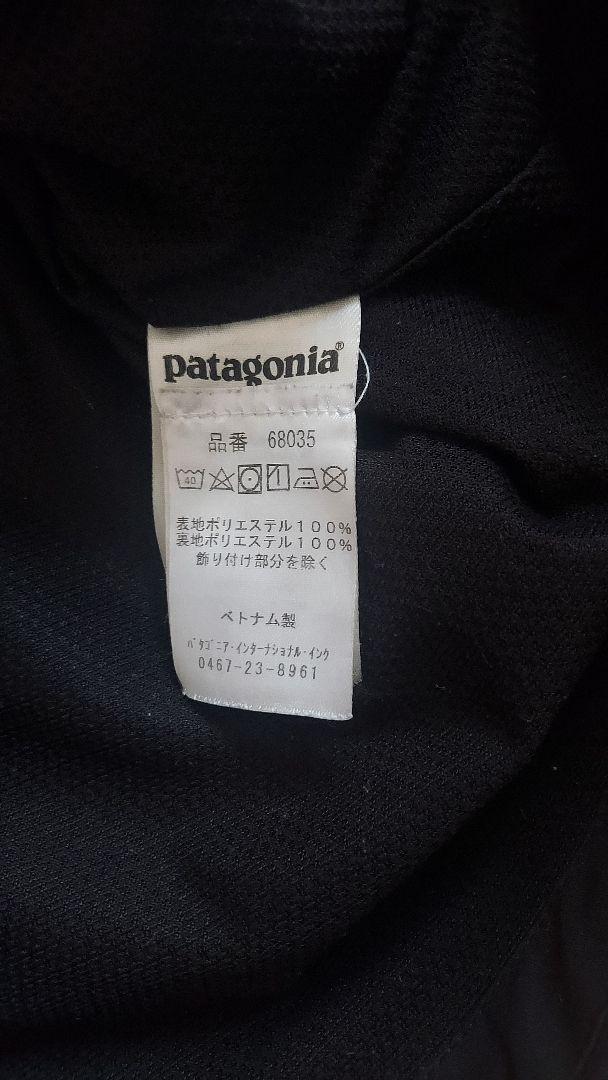 patagonia®
品番 68035
40
表地ポリエステル100%
裏地ポリエステル100%
飾り付け部分を除く
ベトナム製
パタゴニア・インターナショナル・インク
0467-23-8961